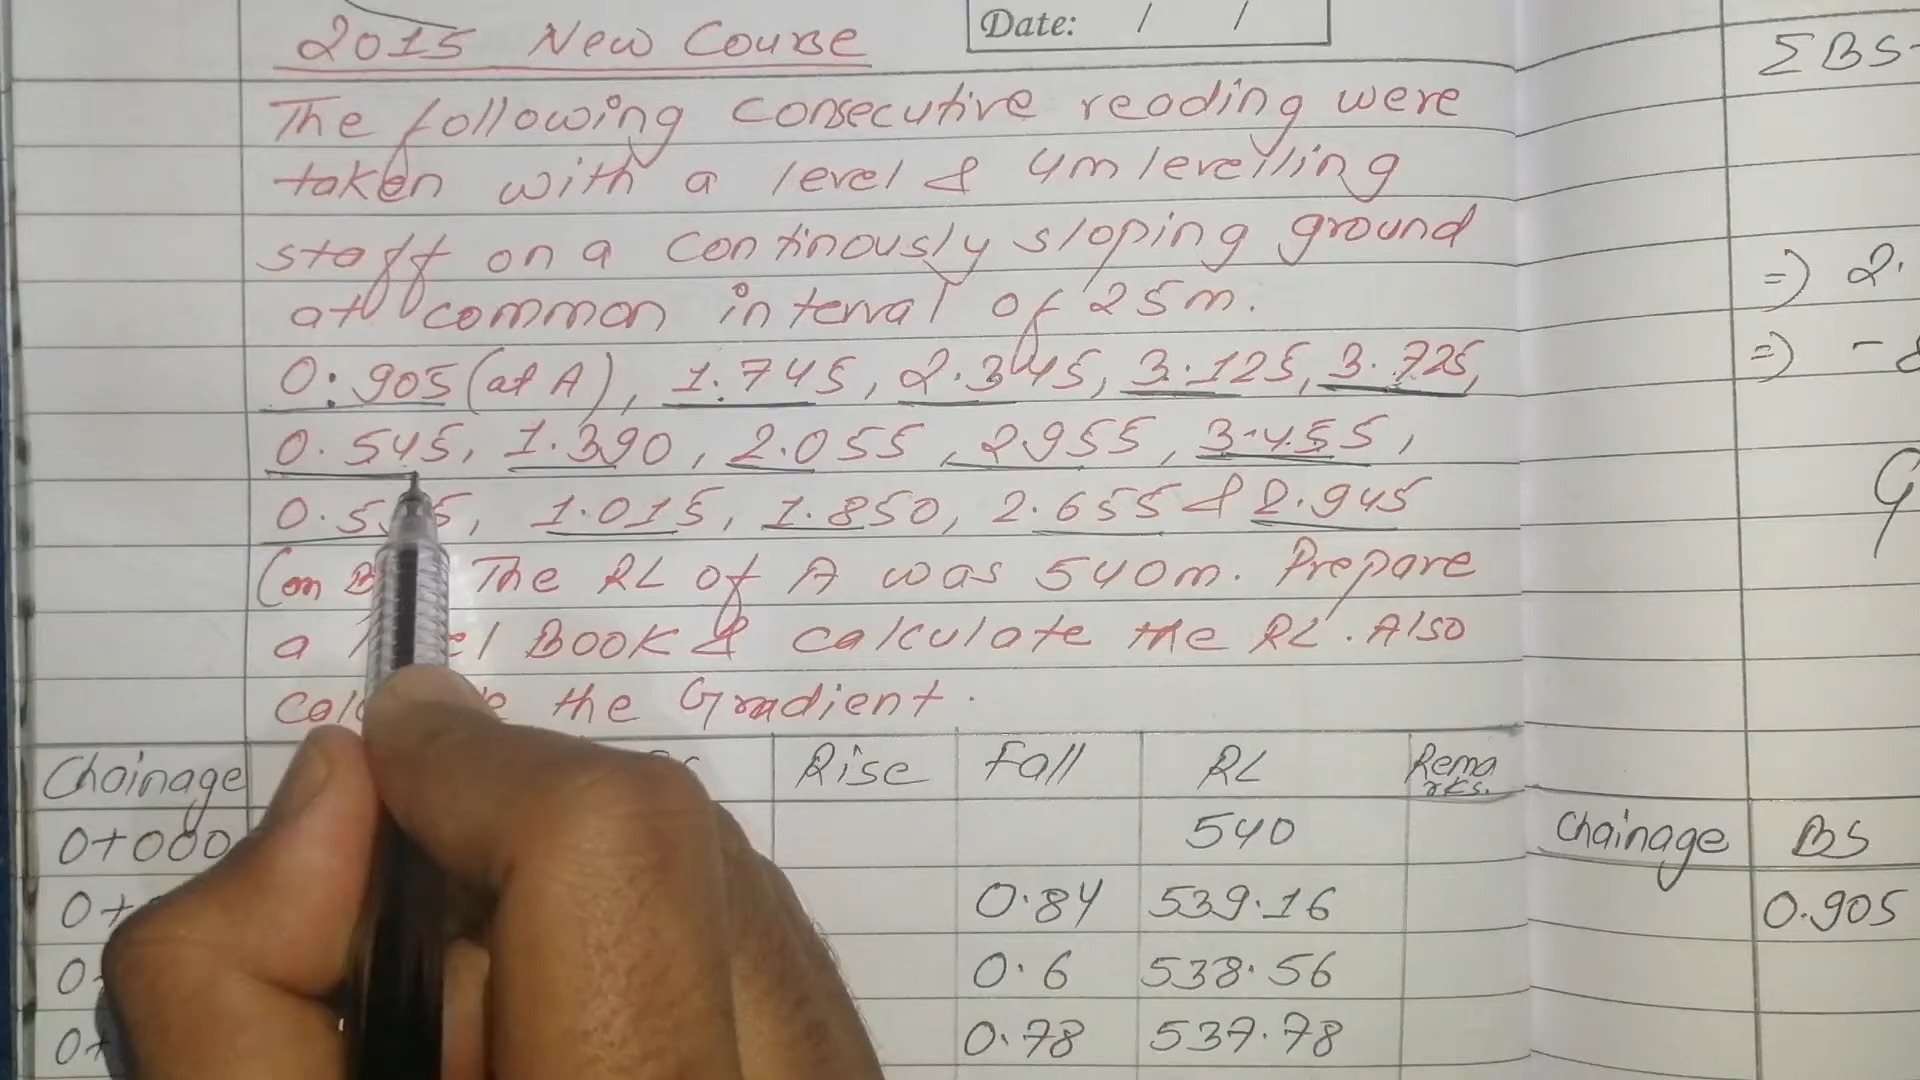 Date: / /
2015 New Course
The following consecutive reading were
taken with a level & 4m levelling
staff on a continously sloping ground
at common interval of 25m.
0.905 (at A), 1.745, 2.345, 3.125, 3.725,
0.545, 1.390, 2.055, 2955, 3.455,
1.015, 1.850, 2.655 & 2.945
(on The RL of A was 540m. Prepare
a BOOK & calculate the RL. Also
the Gradient.
Chainage Rise Fall RL Rema
rks.
0+000 540
0.84 539.16
0.6 538.56
0.78 537.78
ΣBS-
=) 2.
=) -
Chainage BS
0.905